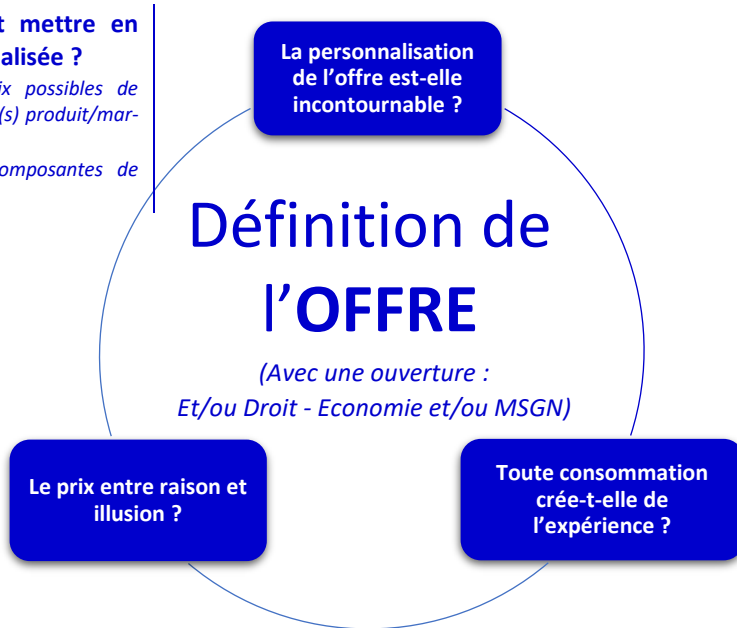 t mettre en
alisée ?
ix possibles de
(s) produit/mar-
omposantes de
La personnalisation
de l’offre est-elle
incontournable ?
Définition de
l’OFFRE
(Avec une ouverture :
Et/ou Droit - Economie et/ou MSGN)
Le prix entre raison et
illusion ?
Toute consommation
crée-t-elle de
l’expérience ?